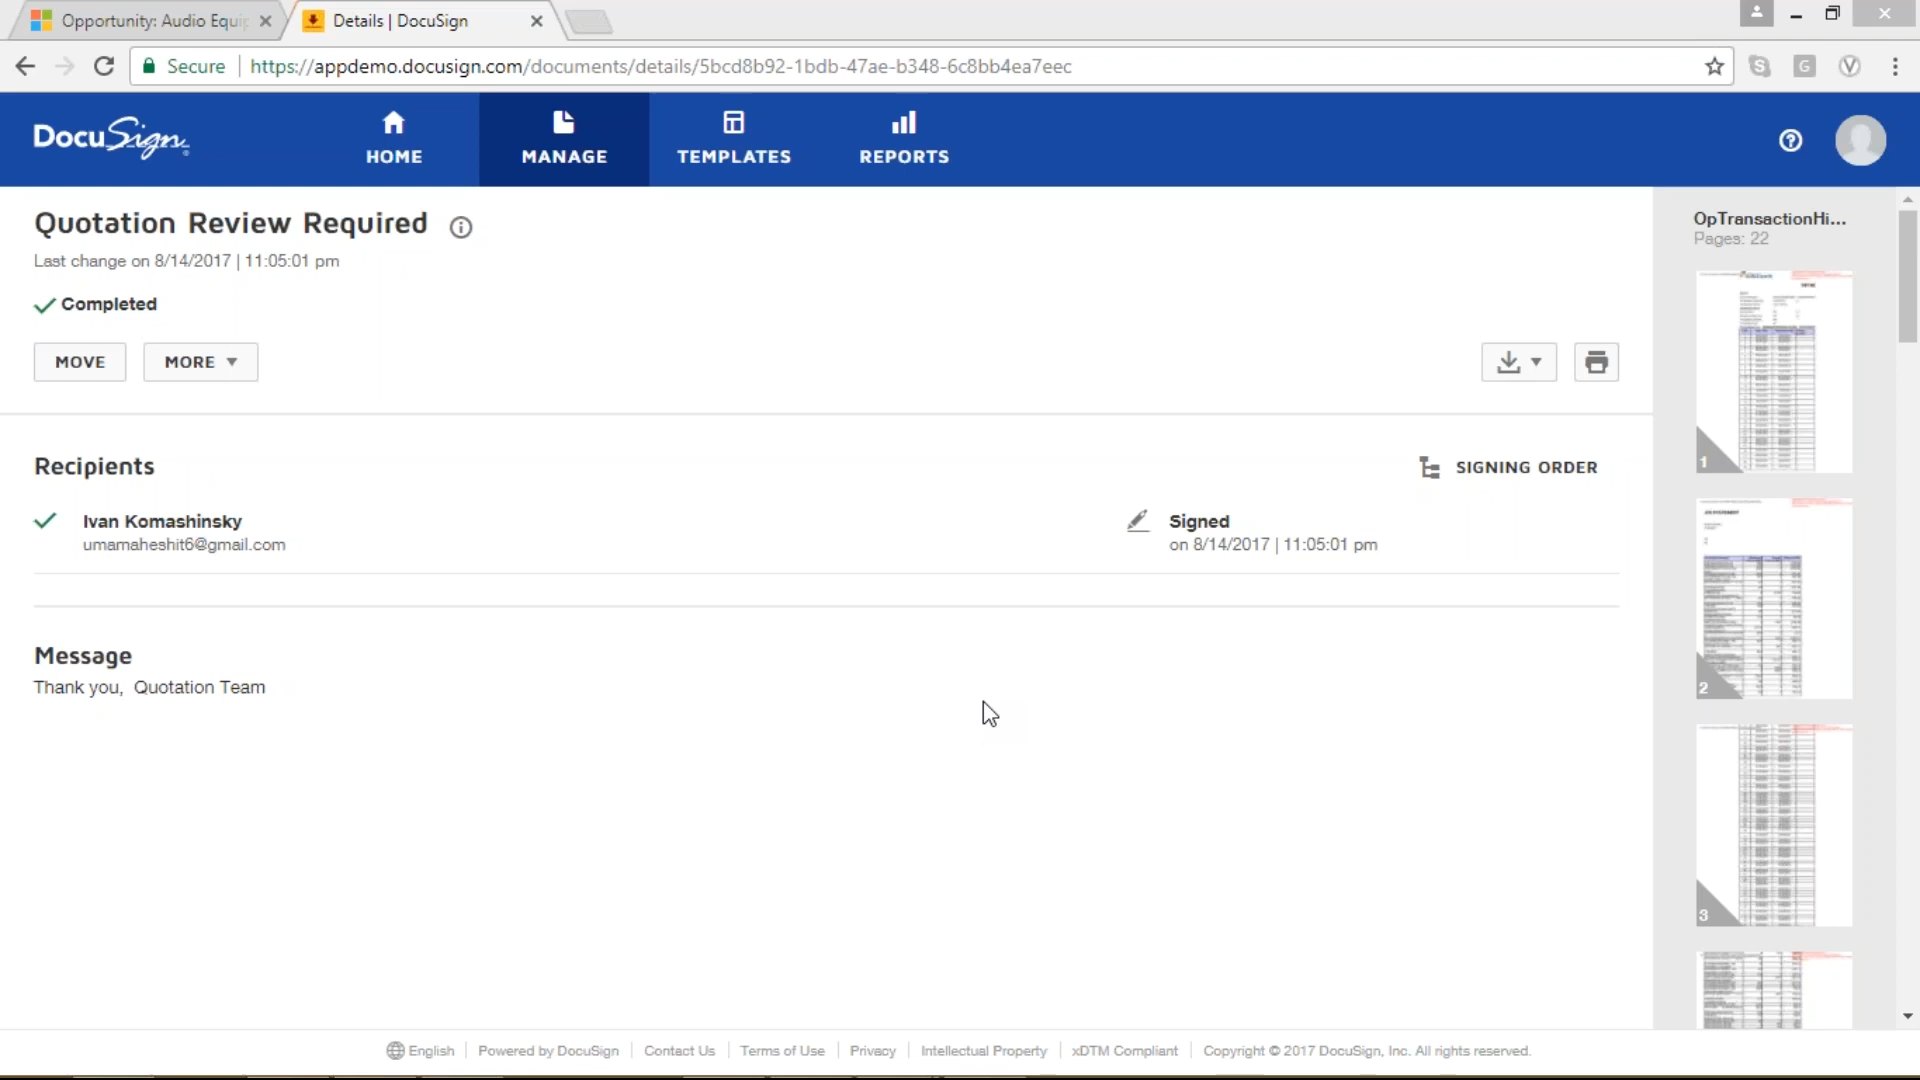 Opportunity: Audio Equip
Details | DocuSign
Secure | https://appdemo.docusign.com/documents/details/5bcd8b92-1bdb-47ae-b348-6c8bb4ea7eec
DocuSign
HOME
MANAGE
TEMPLATES
REPORTS
Quotation Review Required
Last change on 8/14/2017 | 11:05:01 pm
Completed
MOVE
MORE
OpTransactionHi...
Pages: 22
1
2
3
Recipients
SIGNING ORDER
Ivan Komashinsky
umamaheshit6@gmail.com
Signed
on 8/14/2017 | 11:05:01 pm
Message
Thank you, Quotation Team
English | Powered by DocuSign | Contact Us | Terms of Use | Privacy | Intellectual Property | xDTM Compliant | Copyright © 2017 DocuSign, Inc. All rights reserved.